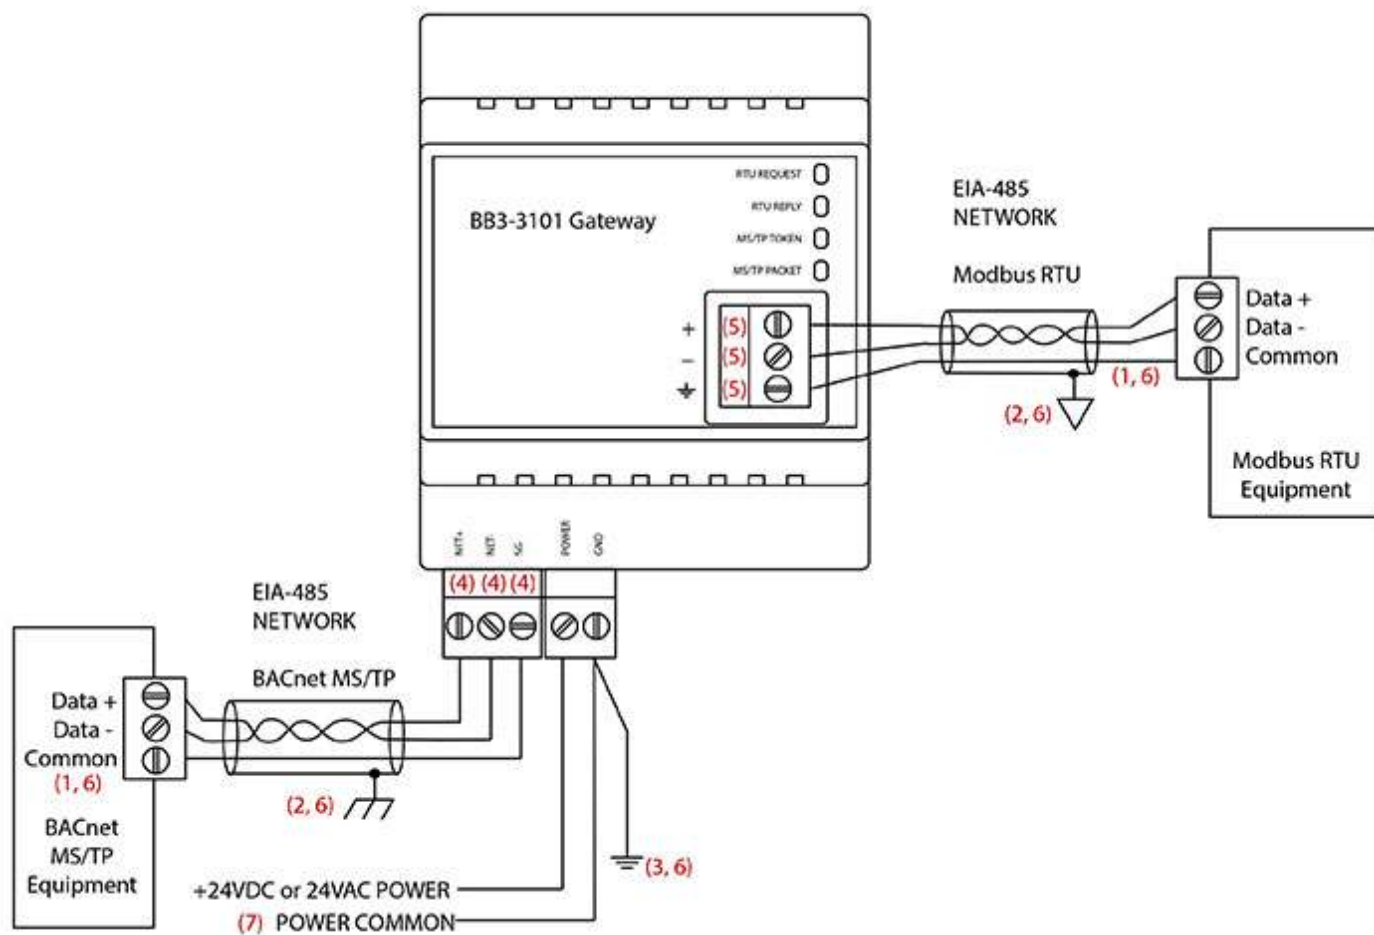 RTU REQUEST
RTU REPLY
MS/TP TOKEN
MS/TP PACKET
BB3-3101 Gateway
+ (5)
- (5)
(5)
EIA-485
NETWORK
Modbus RTU
Data +
Data -
Common
(1, 6)
(2, 6)
Modbus RTU
Equipment
NET+
NET-
SG
POWER
GND
(4) (4) (4)
EIA-485
NETWORK
BACnet MS/TP
Data +
Data -
Common
(1, 6)
(2, 6)
BACnet
MS/TP
Equipment
(3, 6)
+24VDC or 24VAC POWER
(7) POWER COMMON